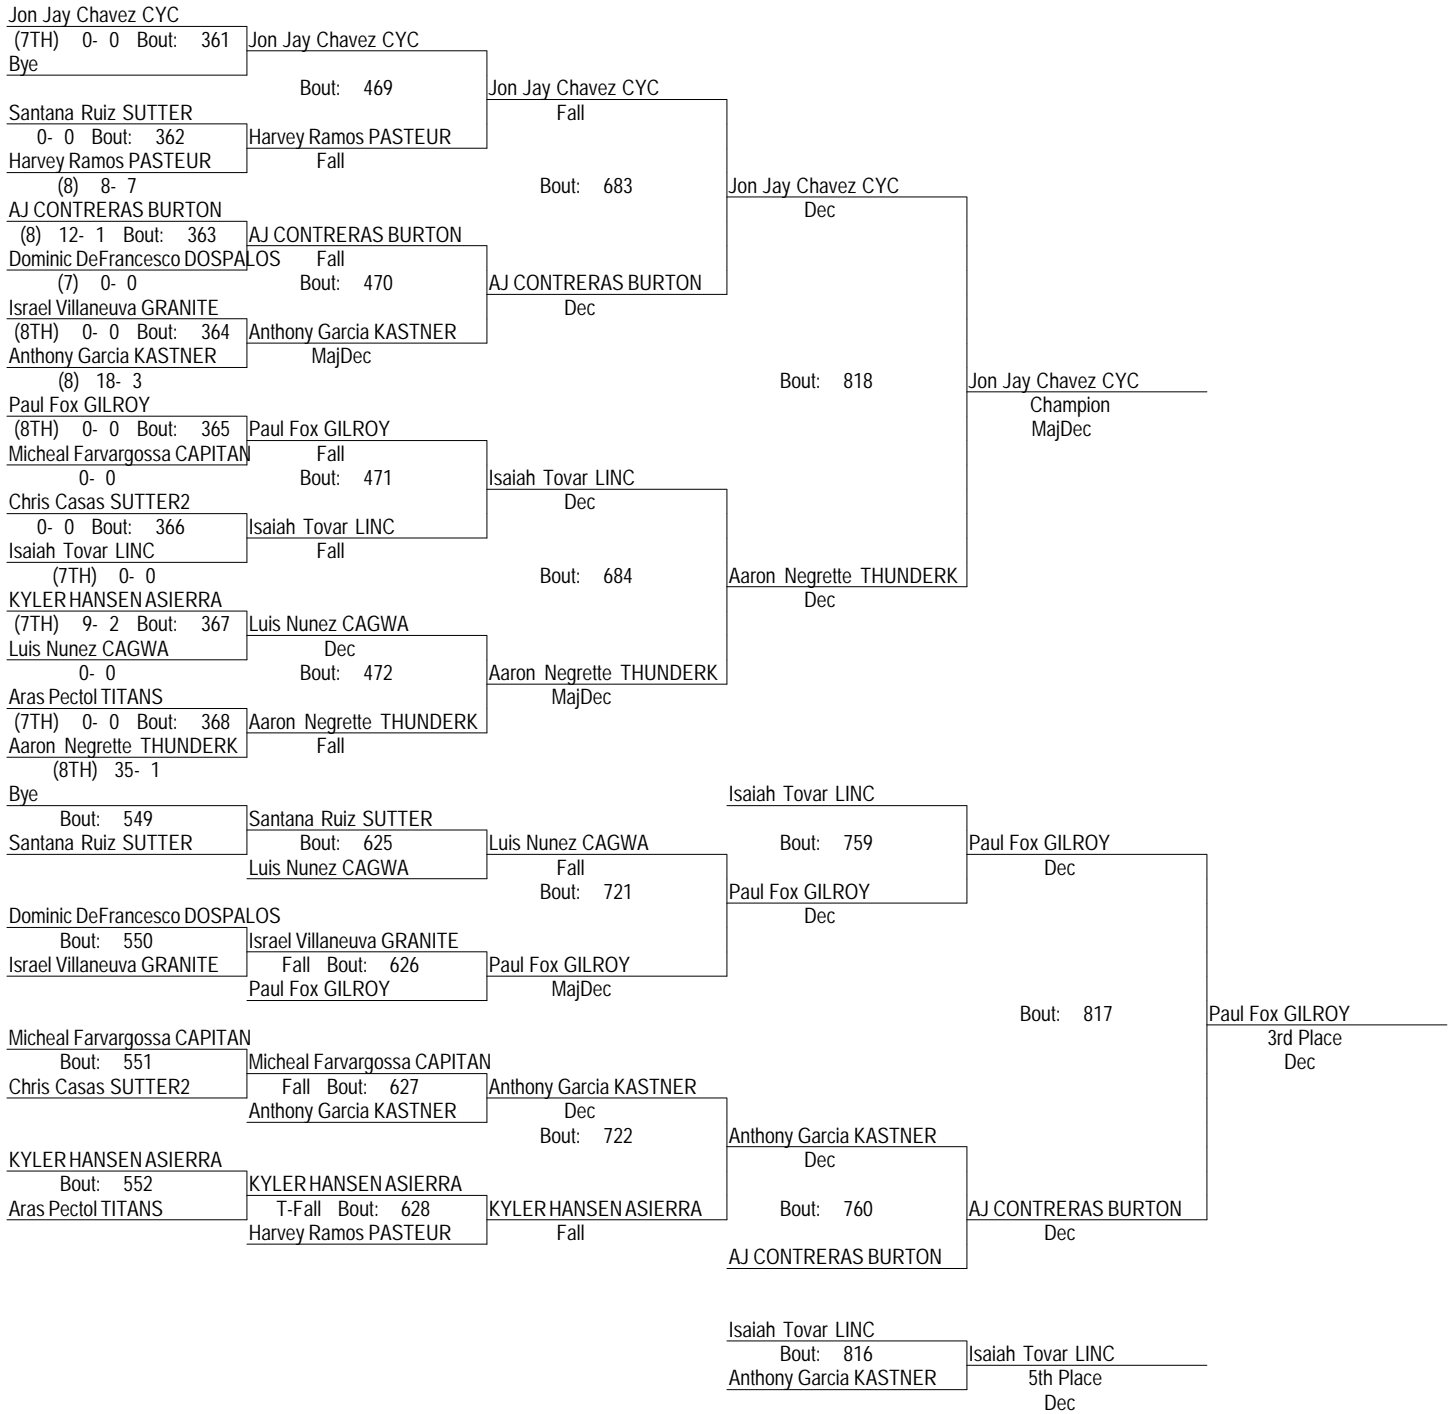 Jon Jay Chavez CYC
(7TH) 0- 0 Bout: 361 Jon Jay Chavez CYC
Bye
Bout: 469 Jon Jay Chavez CYC
Santana Ruiz SUTTER Fall
0- 0 Bout: 362 Harvey Ramos PASTEUR
Harvey Ramos PASTEUR Fall
(8) 8- 7 Bout: 683 Jon Jay Chavez CYC
AJ CONTRERAS BURTON Dec
(8) 12- 1 Bout: 363 AJ CONTRERAS BURTON
Dominic DeFrancesco DOSPALOS Fall
(7) 0- 0 Bout: 470 AJ CONTRERAS BURTON
Israel Villaneuva GRANITE Dec
(8TH) 0- 0 Bout: 364 Anthony Garcia KASTNER
Anthony Garcia KASTNER MajDec
(8) 18- 3 Bout: 818 Jon Jay Chavez CYC
Paul Fox GILROY Champion
(8TH) 0- 0 Bout: 365 Paul Fox GILROY MajDec
Micheal Farvargossa CAPITAN Fall
0- 0 Bout: 471 Isaiah Tovar LINC
Chris Casas SUTTER2 Dec
0- 0 Bout: 366 Isaiah Tovar LINC
Isaiah Tovar LINC Fall
(7TH) 0- 0 Bout: 684 Aaron Negrette THUNDERK
KYLER HANSEN ASIERRA Dec
(7TH) 9- 2 Bout: 367 Luis Nunez CAGWA
Luis Nunez CAGWA Dec
0- 0 Bout: 472 Aaron Negrette THUNDERK
Aras Pectol TITANS MajDec
(7TH) 0- 0 Bout: 368 Aaron Negrette THUNDERK
Aaron Negrette THUNDERK Fall
(8TH) 35- 1
Bye Isaiah Tovar LINC
Bout: 549 Santana Ruiz SUTTER
Santana Ruiz SUTTER Bout: 625 Luis Nunez CAGWA Bout: 759 Paul Fox GILROY
Luis Nunez CAGWA Fall Dec
Bout: 721 Paul Fox GILROY
Dominic DeFrancesco DOSPALOS Dec
Bout: 550 Israel Villaneuva GRANITE
Israel Villaneuva GRANITE Fall Bout: 626 Paul Fox GILROY
Paul Fox GILROY MajDec
Bout: 817 Paul Fox GILROY
Micheal Farvargossa CAPITAN 3rd Place
Bout: 551 Micheal Farvargossa CAPITAN Dec
Chris Casas SUTTER2 Fall Bout: 627 Anthony Garcia KASTNER
Anthony Garcia KASTNER Dec
Bout: 722 Anthony Garcia KASTNER
KYLER HANSEN ASIERRA Dec
Bout: 552 KYLER HANSEN ASIERRA
Aras Pectol TITANS T-Fall Bout: 628 KYLER HANSEN ASIERRA Bout: 760 AJ CONTRERAS BURTON
Harvey Ramos PASTEUR Fall Dec
AJ CONTRERAS BURTON
Isaiah Tovar LINC
Bout: 816 Isaiah Tovar LINC
Anthony Garcia KASTNER 5th Place
Dec